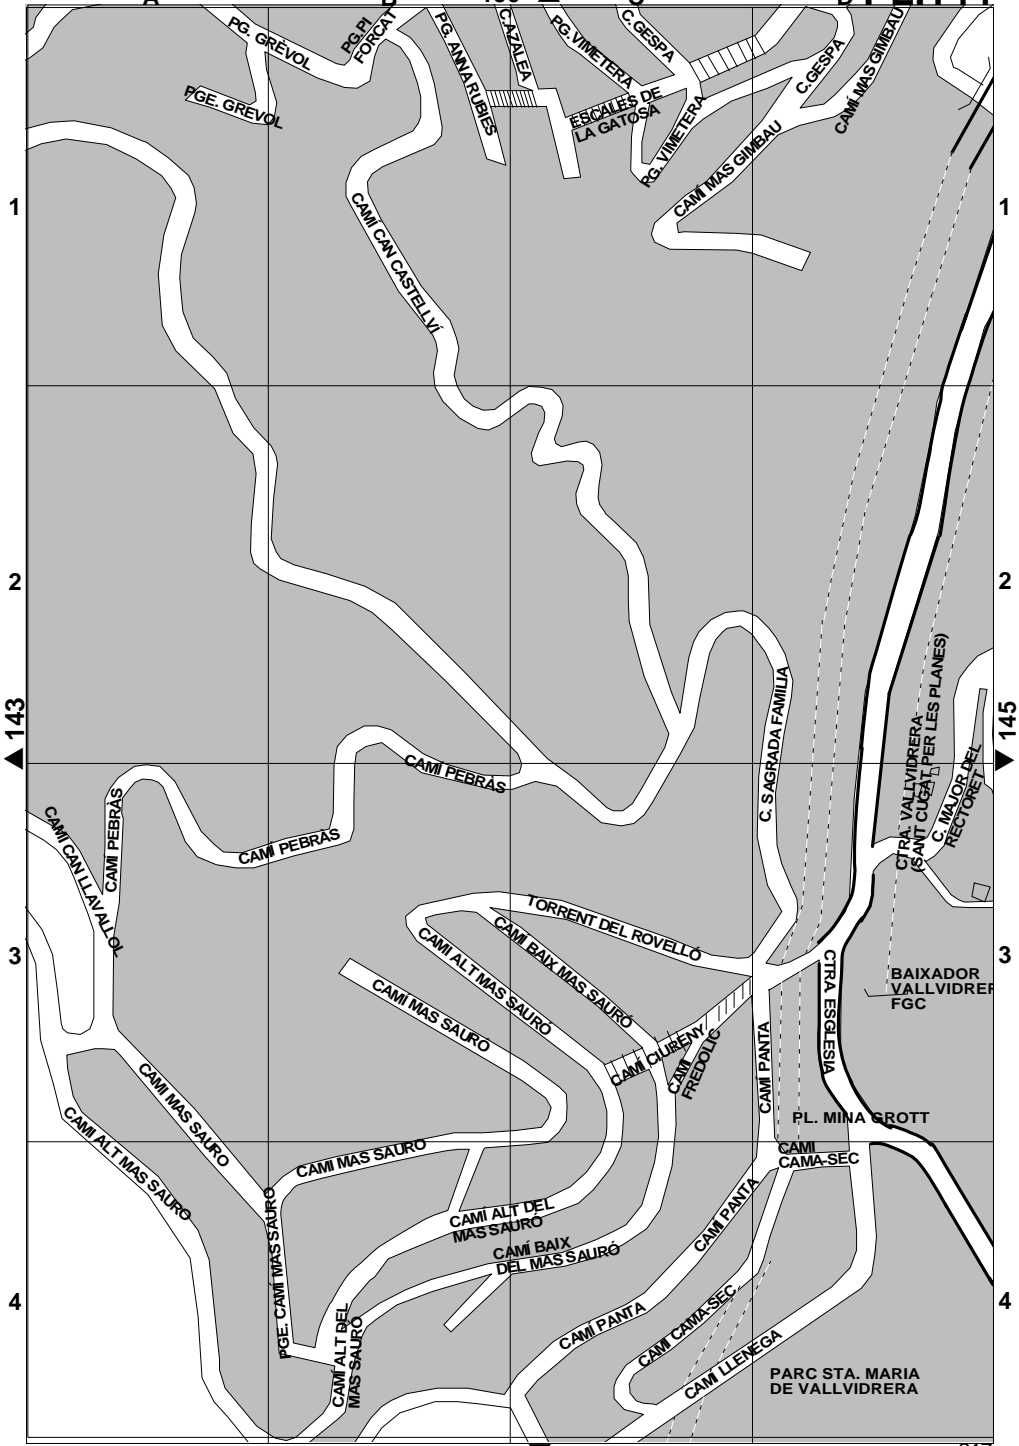 PG. GRÈVOL
PG. PI
FORCAT
PG. ANNA RUBIES
C. AZALEA
PG. VIMETERA
C. GESPA
PGE. GREVOL
ESCALES DE
LA GATOSA
PG. VIMETERA
C. GESPA
CAMÍ MAS GIMBAU
CAMÍ MAS GIMBAU
1
1
CAMÍ CAN CASTELLVÍ
2
2
143
145
C. SAGRADA FAMILIA
CTRA. VALLVIDRERA
(SANT CUGAT PER LES PLANES)
C. MAJOR DEL
RECTORET
CAMÍ PEBRÀS
CAMÍ PEBRÀS
CAMÍ PEBRÀS
CAMI CAN LLAVALLOL
TORRENT DEL ROVELLÓ
CAMÍ BAIX MAS SAURÓ
CAMÍ ALT MAS SAURÓ
3
3
CAMÍ MAS SAURÓ
CAMÍ CIURENY
CAMÍ
FREDOLIC
CAMÍ PANTA
CTRA. ESGLESIA
BAIXADOR
VALLVIDRER
FGC
PL. MINA GROTT
CAMI
CAMA-SEC
CAMI MAS SAURO
CAMI ALT MAS SAURO
CAMI MAS SAURO
PGE. CAMÍ MAS SAURO
CAMÍ ALT DEL
MAS SAURÓ
CAMÍ BAIX
DEL MAS SAURÓ
CAMI PANTA
4
4
CAMÍ ALT DEL
MAS SAURO
CAMÍ PANTA
CAMI CAMA-SEC
CAMÍ LLENEGA
PARC STA. MARIA
DE VALLVIDRERA